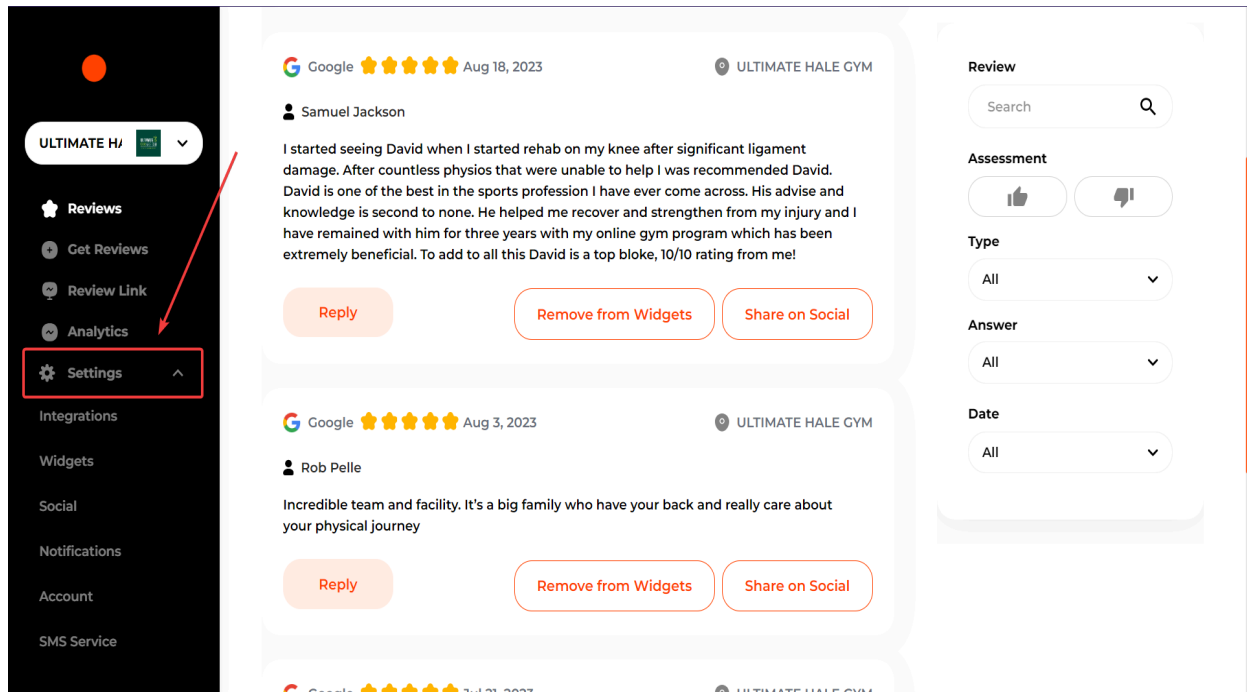 ULTIMATE HA
Reviews
Get Reviews
Review Link
Analytics
Settings
Integrations
Widgets
Social
Notifications
Account
SMS Service
Google Aug 18, 2023 ULTIMATE HALE GYM
Samuel Jackson
I started seeing David when I started rehab on my knee after significant ligament
damage. After countless physios that were unable to help I was recommended David.
David is one of the best in the sports profession I have ever come across. His advise and
knowledge is second to none. He helped me recover and strengthen from my injury and I
have remained with him for three years with my online gym program which has been
extremely beneficial. To add to all this David is a top bloke, 10/10 rating from me!
Reply Remove from Widgets Share on Social
Google Aug 3, 2023 ULTIMATE HALE GYM
Rob Pelle
Incredible team and facility. It's a big family who have your back and really care about
your physical journey
Reply Remove from Widgets Share on Social
Google Jul 21, 2023 ULTIMATE HALE GYM
Review
Search
Assessment
Type
All
Answer
All
Date
All